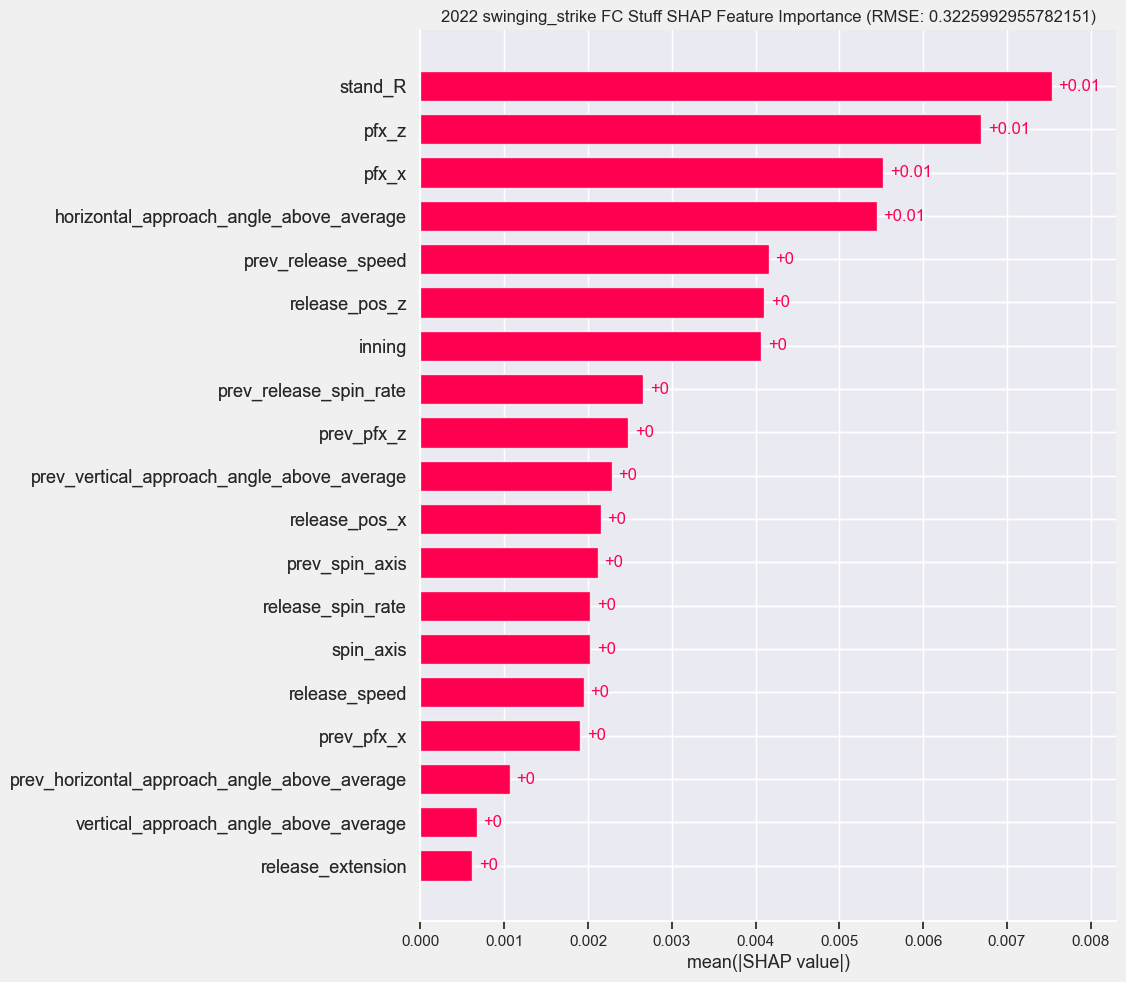 2022 swinging_strike FC Stuff SHAP Feature Importance (RMSE: 0.3225992955782151)
stand_R +0.01
pfx_z +0.01
pfx_x +0.01
horizontal_approach_angle_above_average +0.01
prev_release_speed +0
release_pos_z +0
inning +0
prev_release_spin_rate +0
prev_pfx_z +0
prev_vertical_approach_angle_above_average +0
release_pos_x +0
prev_spin_axis +0
release_spin_rate +0
spin_axis +0
release_speed +0
prev_pfx_x +0
prev_horizontal_approach_angle_above_average +0
vertical_approach_angle_above_average +0
release_extension +0
0.000 0.001 0.002 0.003 0.004 0.005 0.006 0.007 0.008
mean(|SHAP value|)